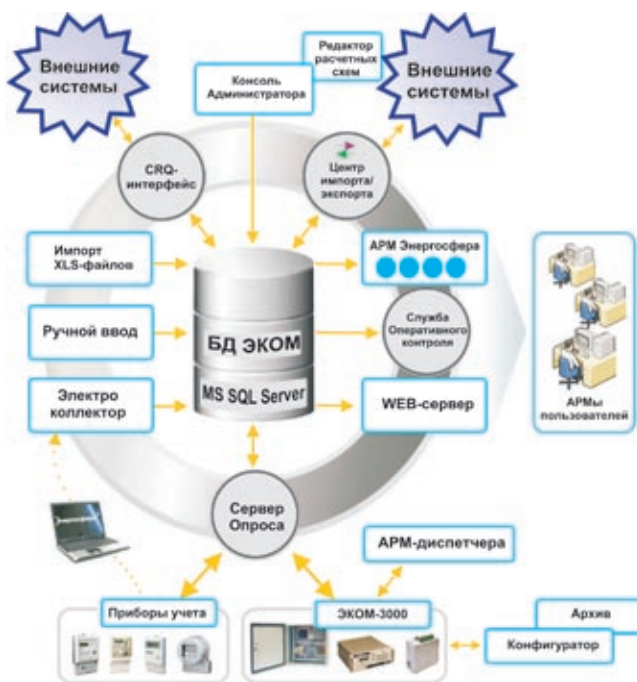 Внешние
системы
Консоль
Администратора
Редактор
расчетных
схем
Внешние
системы
CRQ-
интерфейс
Центр
импорта/
экспорта
Импорт
XLS-файлов
АРМ Энергосфера
Ручной ввод
БД ЭКОМ
Служба
Оперативного
контроля
Электро
коллектор
MS SQL Server
WEB-сервер
АРМы
пользователей
Сервер
Опроса
АРМ-диспетчера
Приборы учета
ЭКОМ-3000
Архив
Конфигуратор